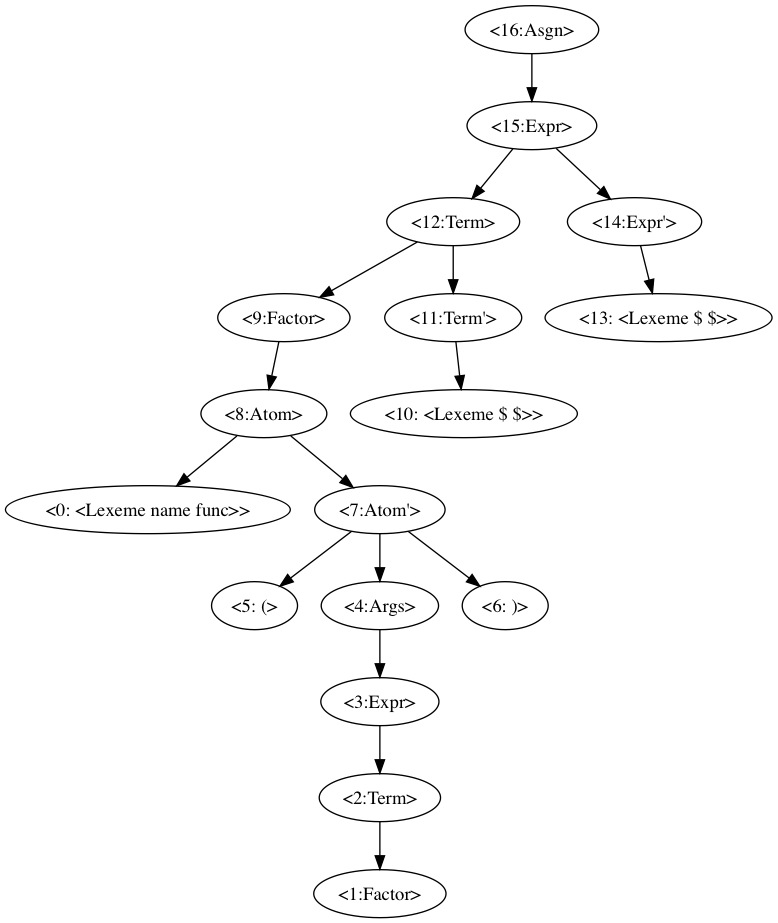 <16:Asgn>
<15:Expr>
<12:Term>
<14:Expr'>
<9:Factor>
<11:Term'>
<13: <Lexeme $ $>>
<8:Atom>
<10: <Lexeme $ $>>
<0: <Lexeme name func>>
<7:Atom'>
<5: (>
<4:Args>
<6: )>
<3:Expr>
<2:Term>
<1:Factor>